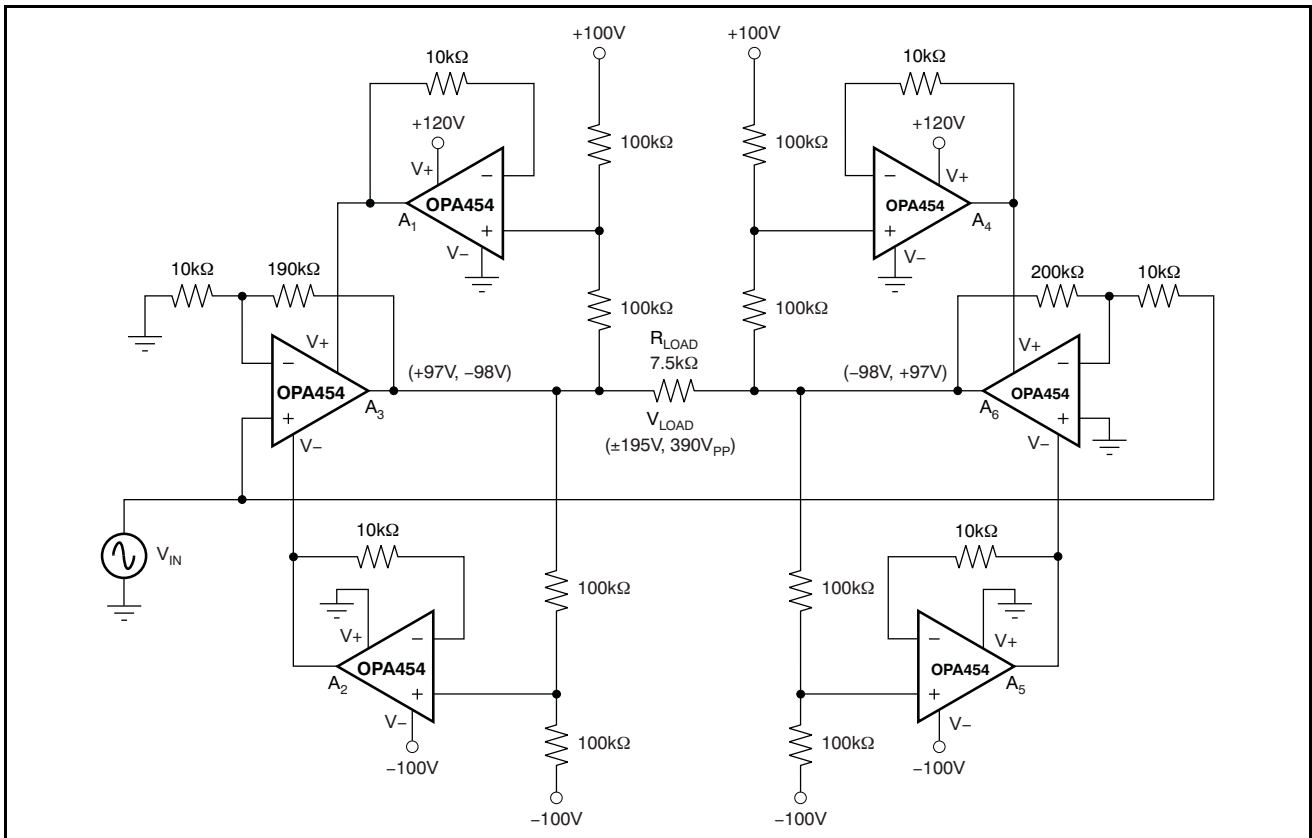 +100V
+100V
10kΩ
10kΩ
+120V
+120V
100kΩ
100kΩ
V+
V+
−
−
OPA454
OPA454
A1
A4
+
+
V−
V−
10kΩ
190kΩ
200kΩ
10kΩ
100kΩ
100kΩ
V+
RLOAD
7.5kΩ
V+
−
−
(+97V, −98V)
(−98V, +97V)
OPA454
OPA454
A3
A6
+
+
VLOAD
(±195V, 390VPP)
V−
V−
VIN
10kΩ
10kΩ
100kΩ
100kΩ
V+
V+
−
−
OPA454
OPA454
A2
A5
+
+
V−
V−
100kΩ
100kΩ
−100V
−100V
−100V
−100V